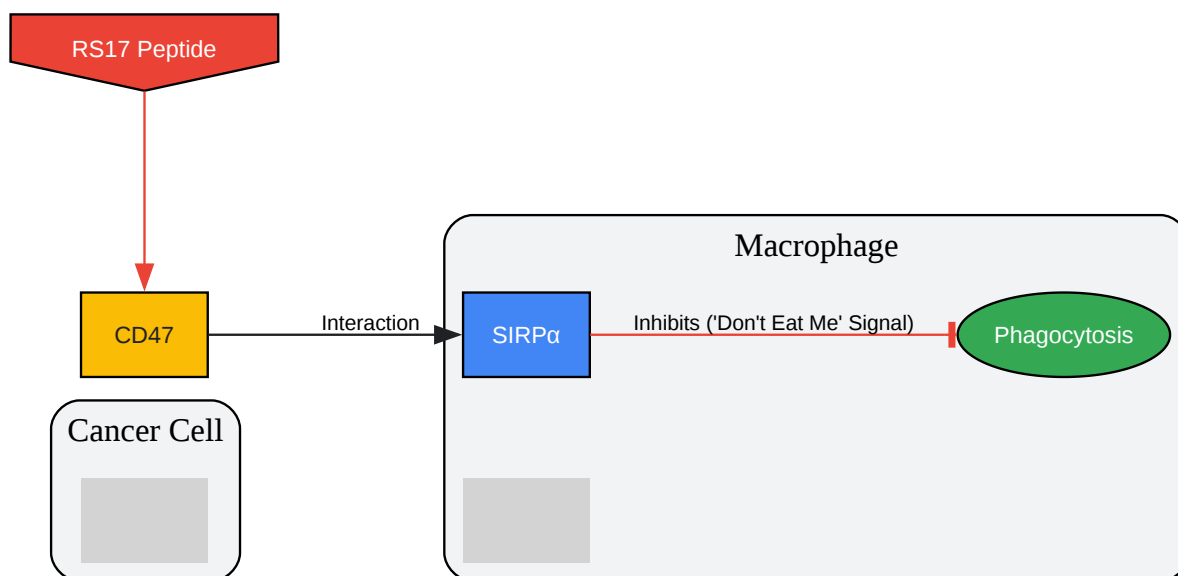 RS17 Peptide
Macrophage
CD47
Interaction
SIRPα
Inhibits ('Don't Eat Me' Signal)
Phagocytosis
Cancer Cell